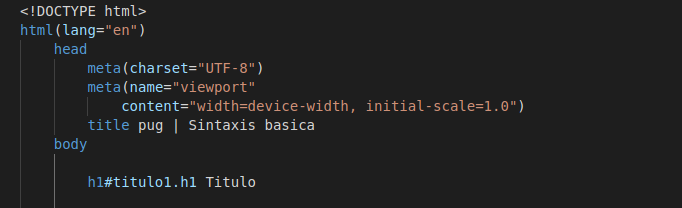 <!DOCTYPE html>
html(lang="en")
head
meta(charset="UTF-8")
meta(name="viewport"
content="width=device-width, initial-scale=1.0")
title pug | Sintaxis basica
body
h1#titulo1.h1 Titulo